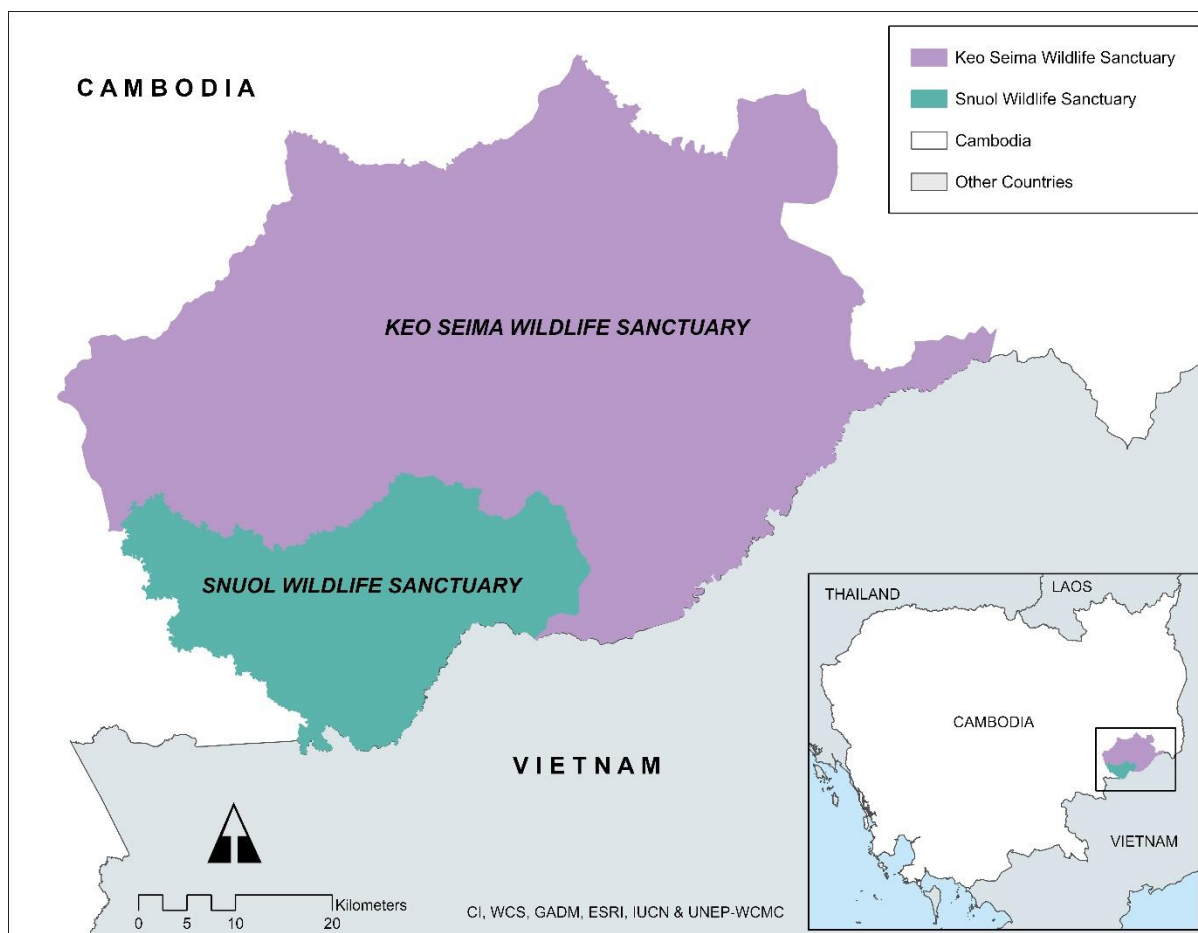 CAMBODIA
Keo Seima Wildlife Sanctuary
Snuol Wildlife Sanctuary
Cambodia
Other Countries
KEO SEIMA WILDLIFE SANCTUARY
SNUOL WILDLIFE SANCTUARY
VIETNAM
THAILAND
LAOS
CAMBODIA
VIETNAM
Kilometers
0 5 10 20
CI, WCS, GADM, ESRI, IUCN & UNEP-WCMC